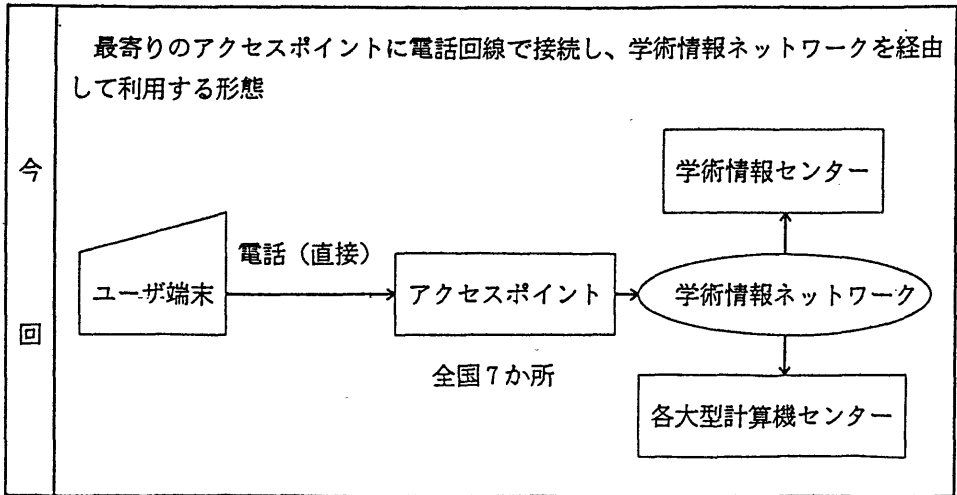 最寄りのアクセスポイントに電話回線で接続し、学術情報ネットワークを経由
して利用する形態
今
回
学術情報センター
電話（直接）
ユーザ端末
アクセスポイント
学術情報ネットワーク
全国7か所
各大型計算機センター